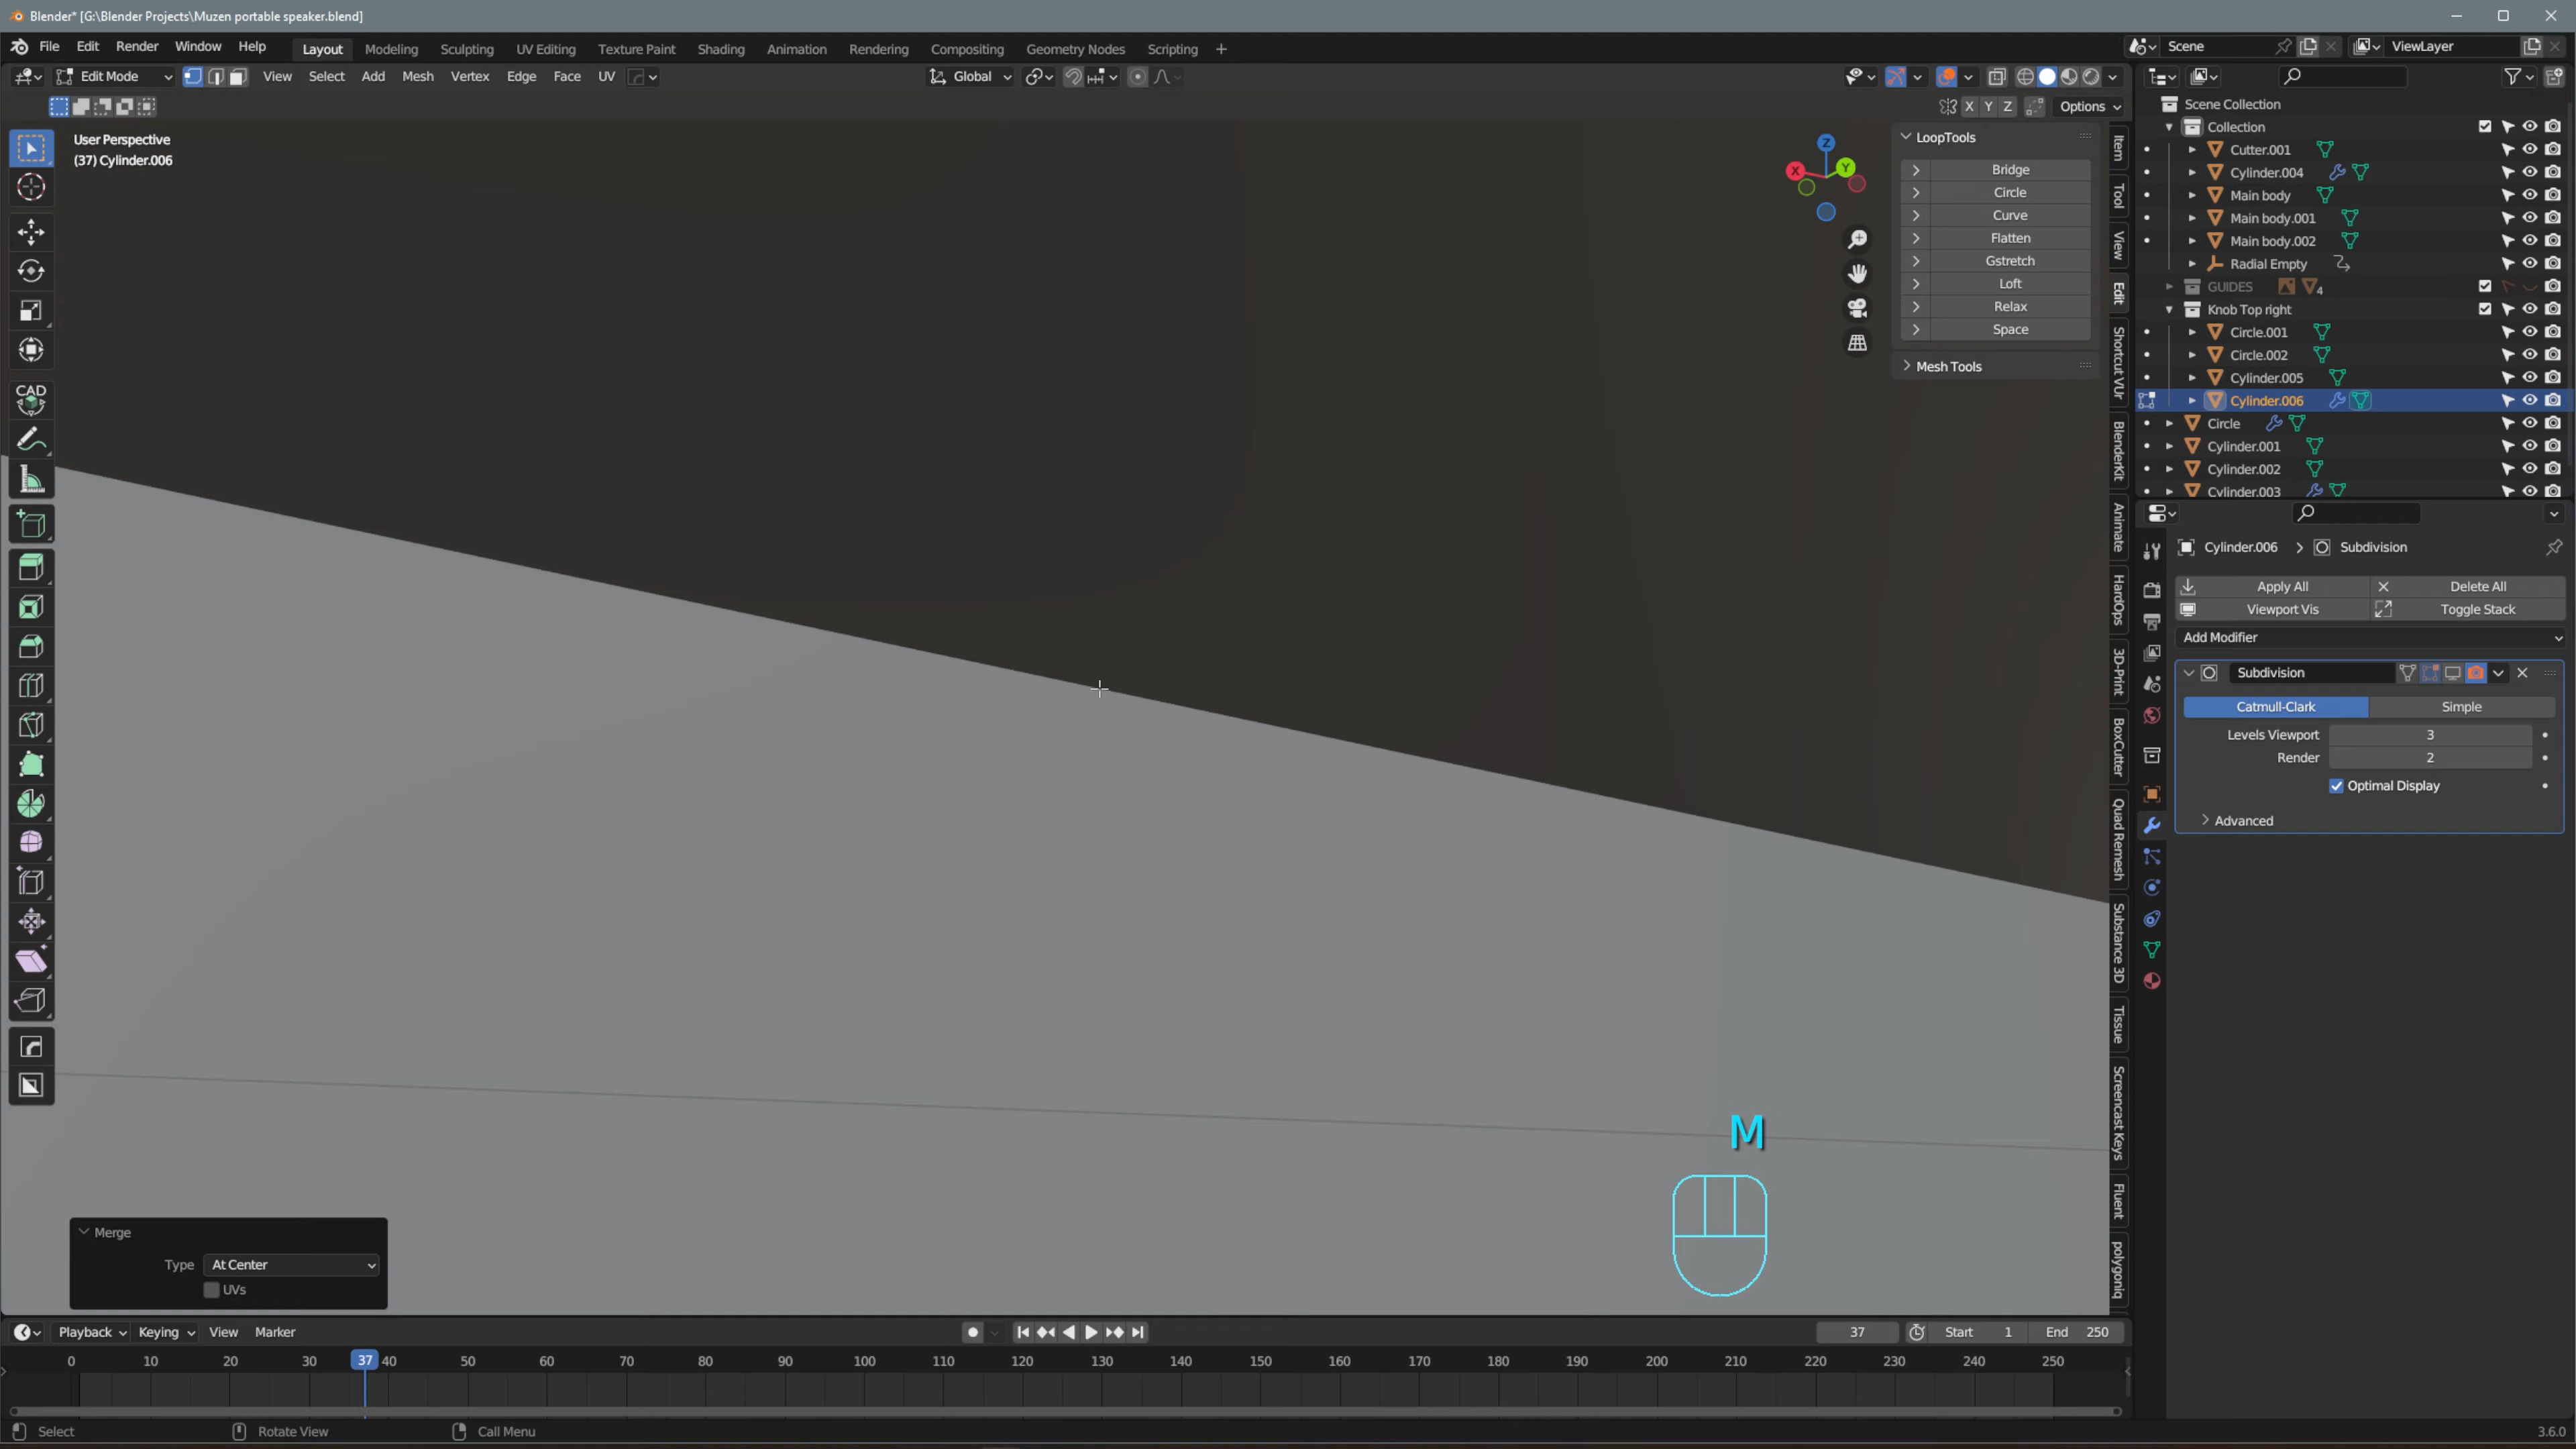 Blender* [G:\Blender Projects\Muzen portable speaker.blend]
File Edit Render Window Help Layout Modeling Sculpting UV Editing Texture Paint Shading Animation Rendering Compositing Geometry Nodes Scripting + Scene ViewLayer
Edit Mode View Select Add Mesh Vertex Edge Face UV Global
X Y Z Options
User Perspective
(37) Cylinder.006
CAD
Z
X
Y
LoopTools
Bridge
Circle
Curve
Flatten
Gstretch
Loft
Relax
Space
Mesh Tools
Item
Tool
View
Edit
Shortcut VUr
BlenderKit
Animate
HardOps
3D-Print
BoxCutter
Quad Remesh
Substance 3D
Tissue
Screencast Keys
Fluent
polygoniq
Scene Collection
Collection
Cutter.001
Cylinder.004
Main body
Main body.001
Main body.002
Radial Empty
GUIDES 4
Knob Top right
Circle.001
Circle.002
Cylinder.005
Cylinder.006
Circle
Cylinder.001
Cylinder.002
Cylinder.003
Cylinder.006 > Subdivision
Apply All Delete All
Viewport Vis Toggle Stack
Add Modifier
Subdivision
Catmull-Clark Simple
Levels Viewport 3
Render 2
Optimal Display
Advanced
M
Merge
Type At Center
UVs
Playback Keying View Marker 37 Start 1 End 250
0 10 20 30 37 40 50 60 70 80 90 100 110 120 130 140 150 160 170 180 190 200 210 220 230 240 250
Select Rotate View Call Menu 3.6.0